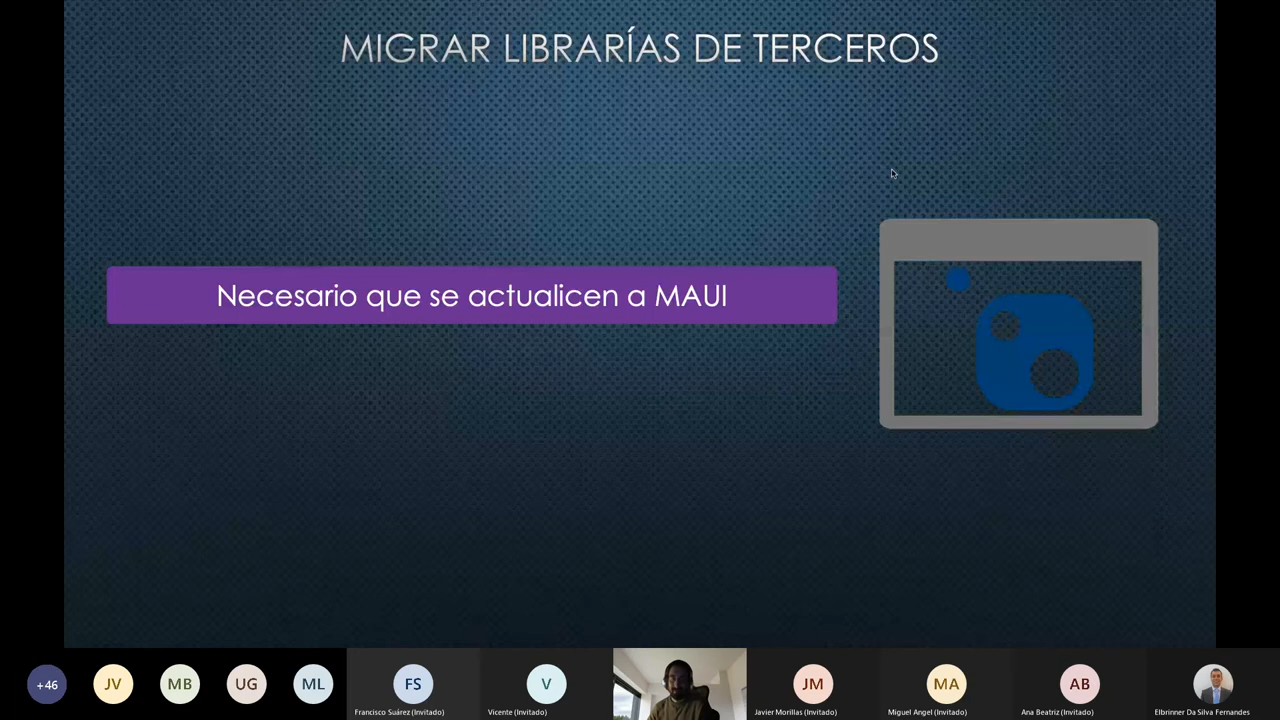 MIGRAR LIBRARÍAS DE TERCEROS
Necesario que se actualicen a MAUI
+46
JV
MB
UG
ML
FS
V
JM
MA
AB
Francisco Suárez (Invitado)
Vicente (Invitado)
Javier Morillas (Invitado)
Miguel Angel (Invitado)
Ana Beatriz (Invitado)
Elbrinner Da Silva Fernandes